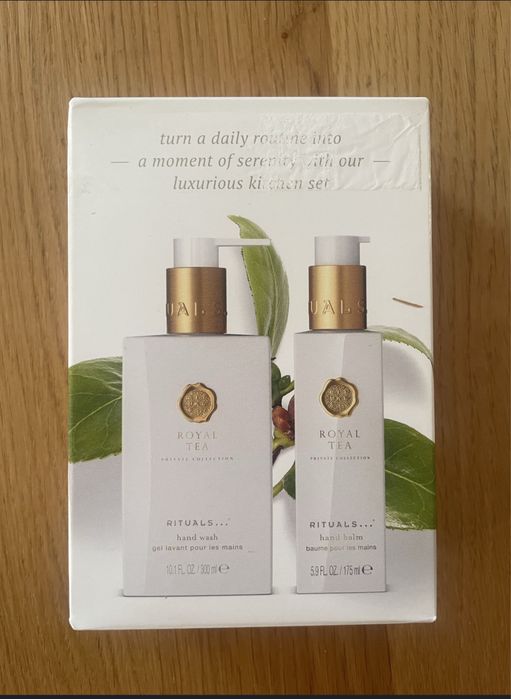 turn a daily routine into
— a moment of serenity with our —
luxurious kitchen set
UALS
UALS
ROYAL
TEA
PRIVATE COLLECTION
RITUALS...
hand wash
gel lavant pour les mains
10.1 FL. OZ. / 300 ml ℮
ROYAL
TEA
PRIVATE COLLECTION
RITUALS...
hand balm
baume pour les mains
5.9 FL. OZ. / 175 ml ℮